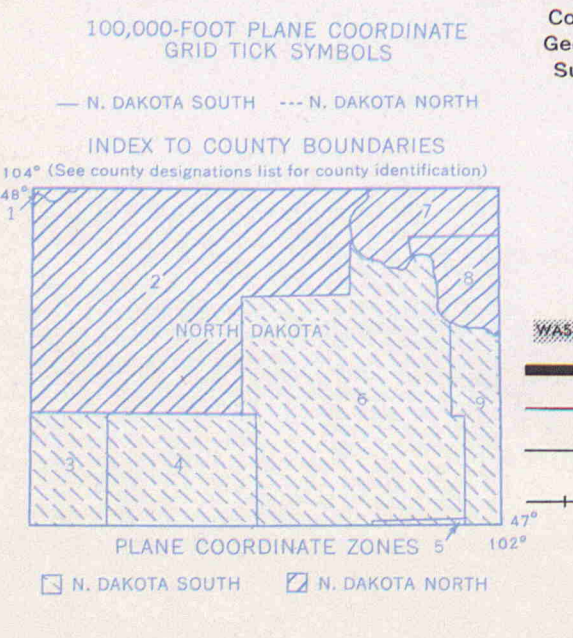 100,000-FOOT PLANE COORDINATE
GRID TICK SYMBOLS
— N. DAKOTA SOUTH --- N. DAKOTA NORTH
INDEX TO COUNTY BOUNDARIES
104° (See county designations list for county identification)
48°
1
7
2
8
NORTH DAKOTA
6
9
3
4
47°
PLANE COORDINATE ZONES 5
102°
N. DAKOTA SOUTH N. DAKOTA NORTH
Co
Ge
Su
WAS